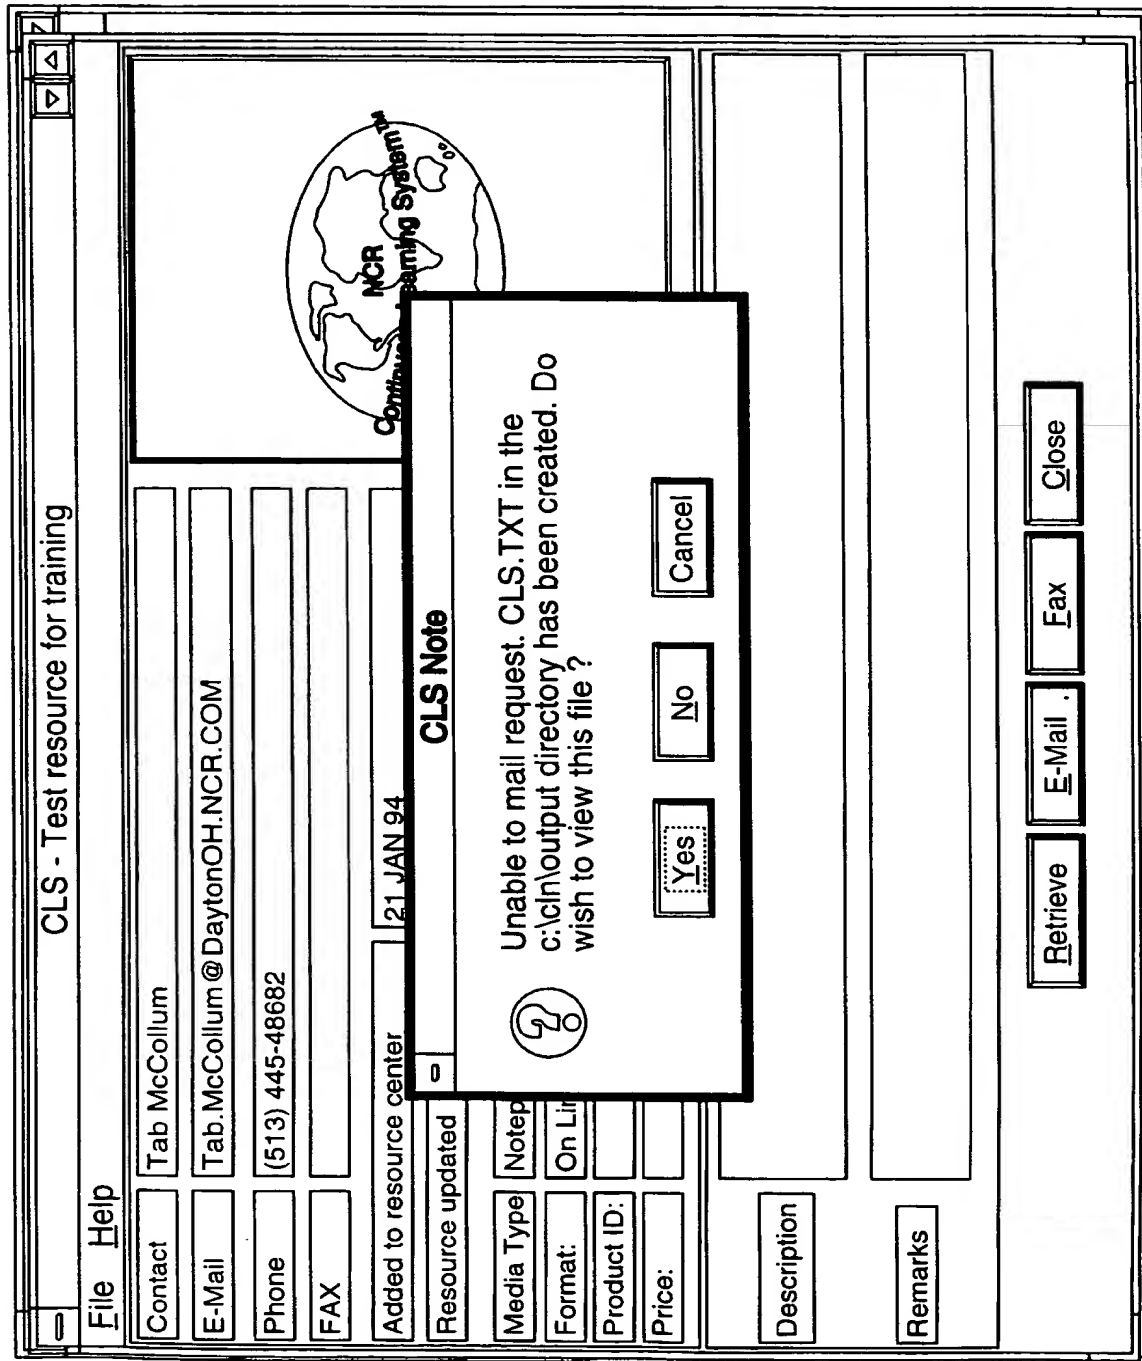 CLS - Test resource for training
File Help
Contact
Tab McCollum
E-Mail
Tab.McCollum@DaytonOH.NCR.COM
Phone
(513) 445-48682
FAX
NCR
System™
Added to resource center
21 JAN 94
Resource updated
Media Type
Format:
On
Product ID:
Price:
CLS Note
Unable to mail request. CLS.TXT in the
c:\cln\output directory has been created. Do
wish to view this file ?
Yes
No
Cancel
Description
Remarks
Retrieve
E-Mail .
Fax
Close